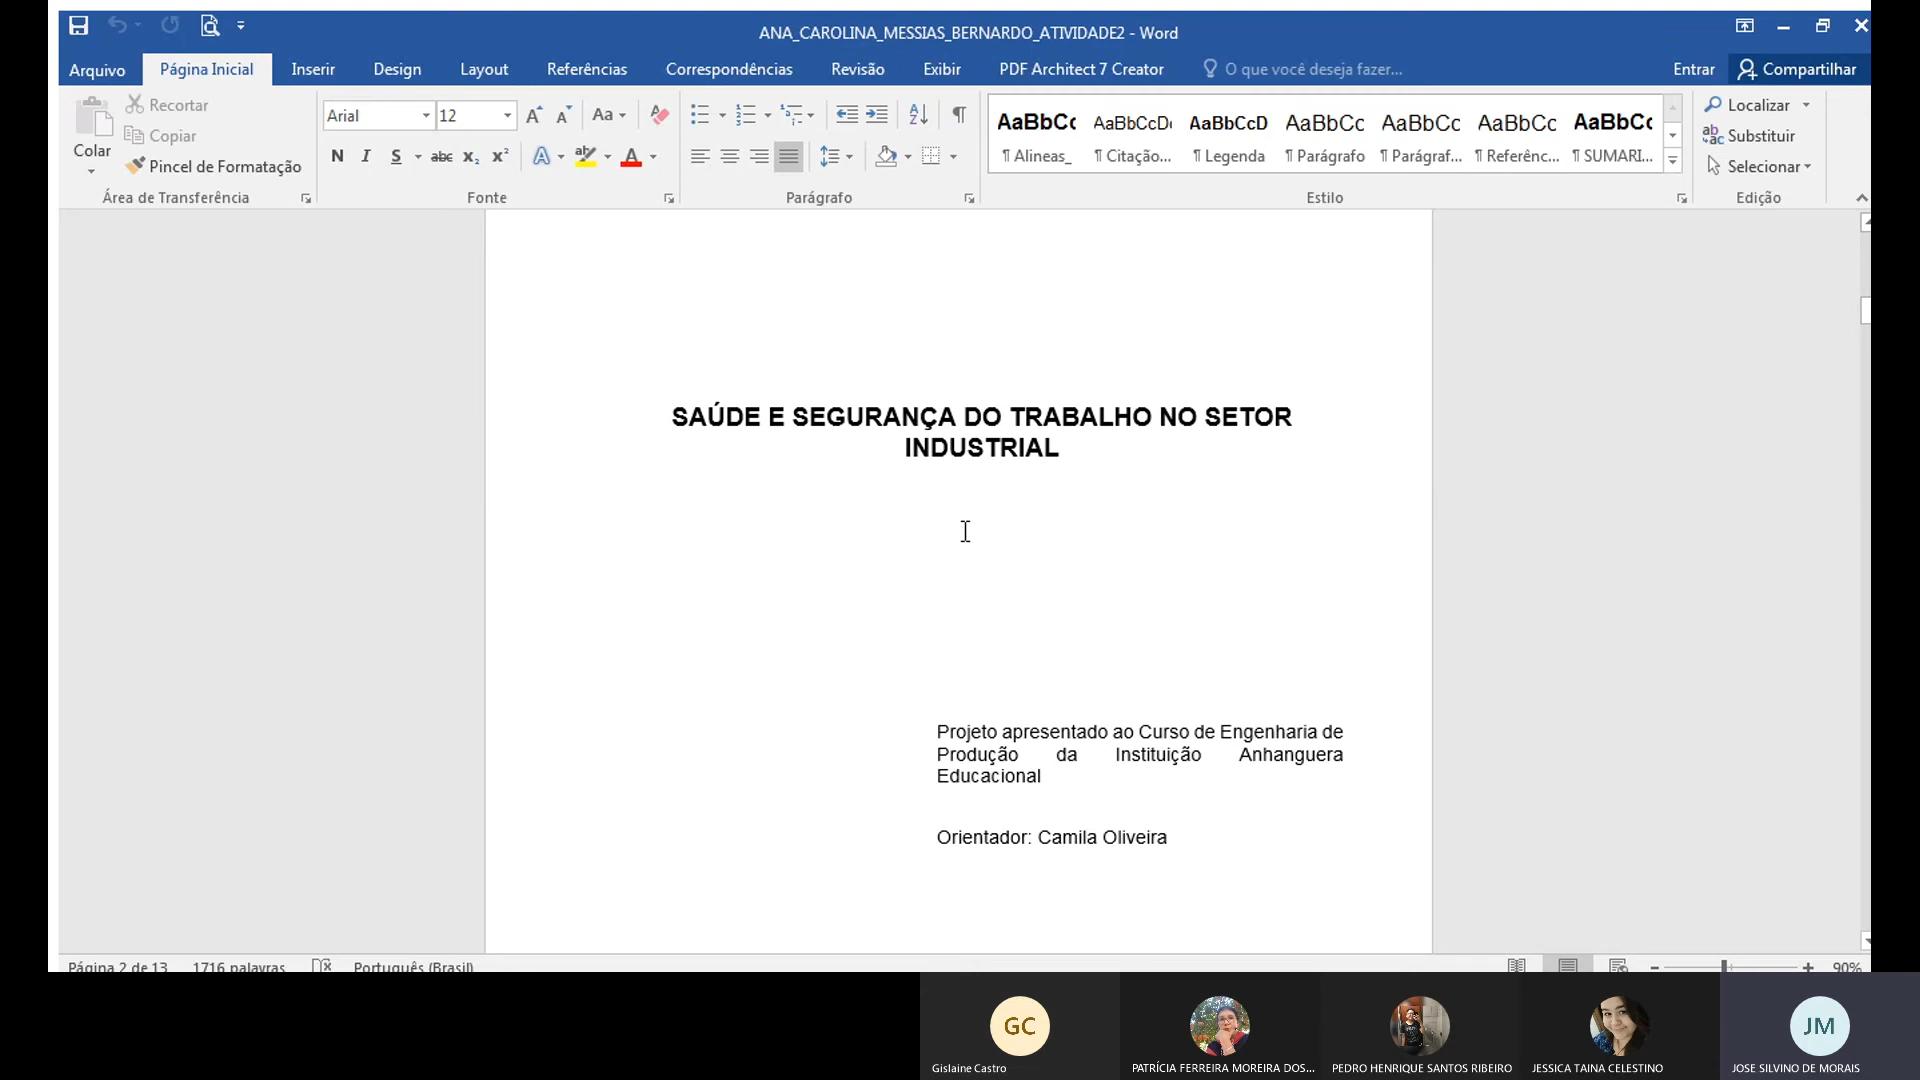 ANA_CAROLINA_MESSIAS_BERNARDO_ATIVIDADE2 - Word
Arquivo Página Inicial Inserir Design Layout Referências Correspondências Revisão Exibir PDF Architect 7 Creator O que você deseja fazer... Entrar Compartilhar
Colar
Recortar
Copiar
Pincel de Formatação
Área de Transferência
Arial 12 Aa
N I S abc x₂ x² A ab A
Fonte
Parágrafo
AaBbCc AaBbCcDc AaBbCcD AaBbCc AaBbCc AaBbCc AaBbCc
¶ Alineas_ ¶ Citação... ¶ Legenda ¶ Parágrafo ¶ Parágraf... ¶ Referênc... ¶ SUMARI...
Estilo
Localizar
Substituir
Selecionar
Edição
SAÚDE E SEGURANÇA DO TRABALHO NO SETOR
INDUSTRIAL
Projeto apresentado ao Curso de Engenharia de
Produção da Instituição Anhanguera
Educacional
Orientador: Camila Oliveira
Página 2 de 13 1716 palavras Português (Brasil) 90%
GC JM
Gislaine Castro PATRÍCIA FERREIRA MOREIRA DOS... PEDRO HENRIQUE SANTOS RIBEIRO JESSICA TAINA CELESTINO JOSE SILVINO DE MORAIS